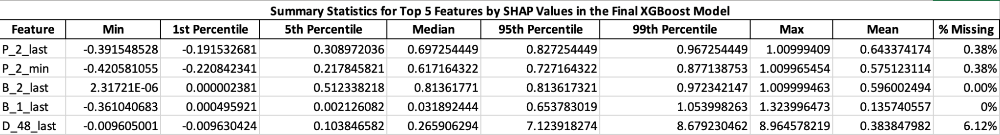 Summary Statistics for Top 5 Features by SHAP Values in the Final XGBoost Model
Feature Min 1st Percentile 5th Percentile Median 95th Percentile 99th Percentile Max Mean % Missing
P_2_last -0.391548528 -0.191532681 0.308972036 0.697254449 0.827254449 0.967254449 1.00999409 0.643374174 0.38%
P_2_min -0.420581055 -0.220842341 0.217845821 0.617164322 0.727164322 0.877138753 1.009965454 0.575123114 0.38%
B_2_last 2.31721E-06 0.000002381 0.512338218 0.81361771 0.813617321 0.972342147 1.009999463 0.596002494 0.00%
B_1_last -0.361040683 0.000495921 0.002126082 0.031892444 0.653783019 1.053998263 1.323996473 0.135740557 0%
D_48_last -0.009605001 -0.009630424 0.103846582 0.265906294 7.123918274 8.679230462 8.964578219 0.383847982 6.12%